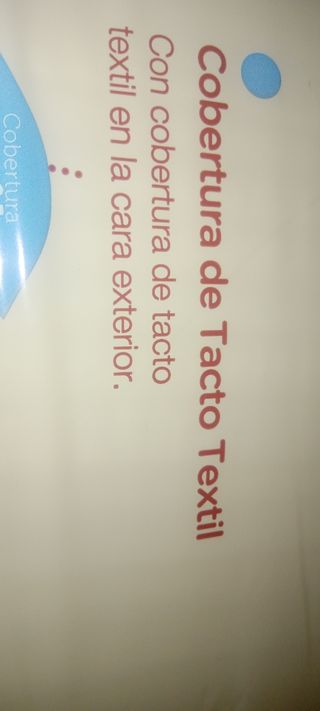 Cobertura de Tacto Textil
Con cobertura de tacto
textil en la cara exterior.
Cobertura